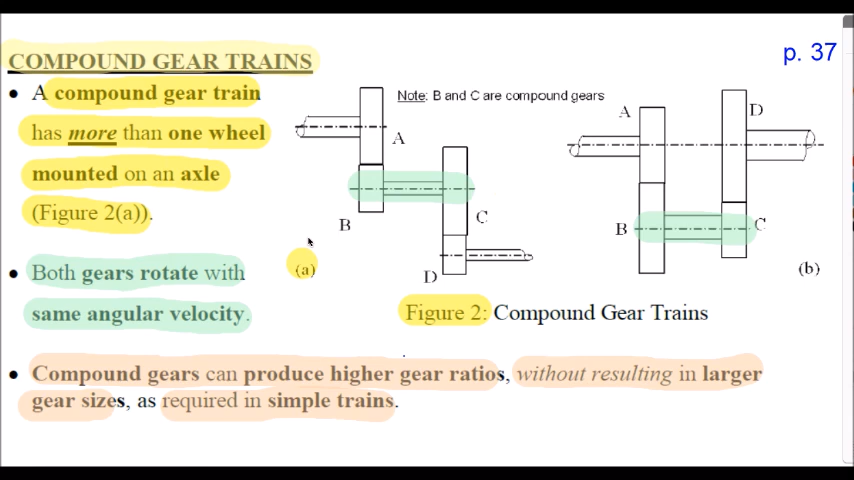 p. 37
COMPOUND GEAR TRAINS
• A compound gear train
has more than one wheel
mounted on an axle
(Figure 2(a)).
• Both gears rotate with
same angular velocity.
Note: B and C are compound gears
A
B
C
D
(a)
A
D
B
C
(b)
Figure 2: Compound Gear Trains
• Compound gears can produce higher gear ratios, without resulting in larger
gear sizes, as required in simple trains.